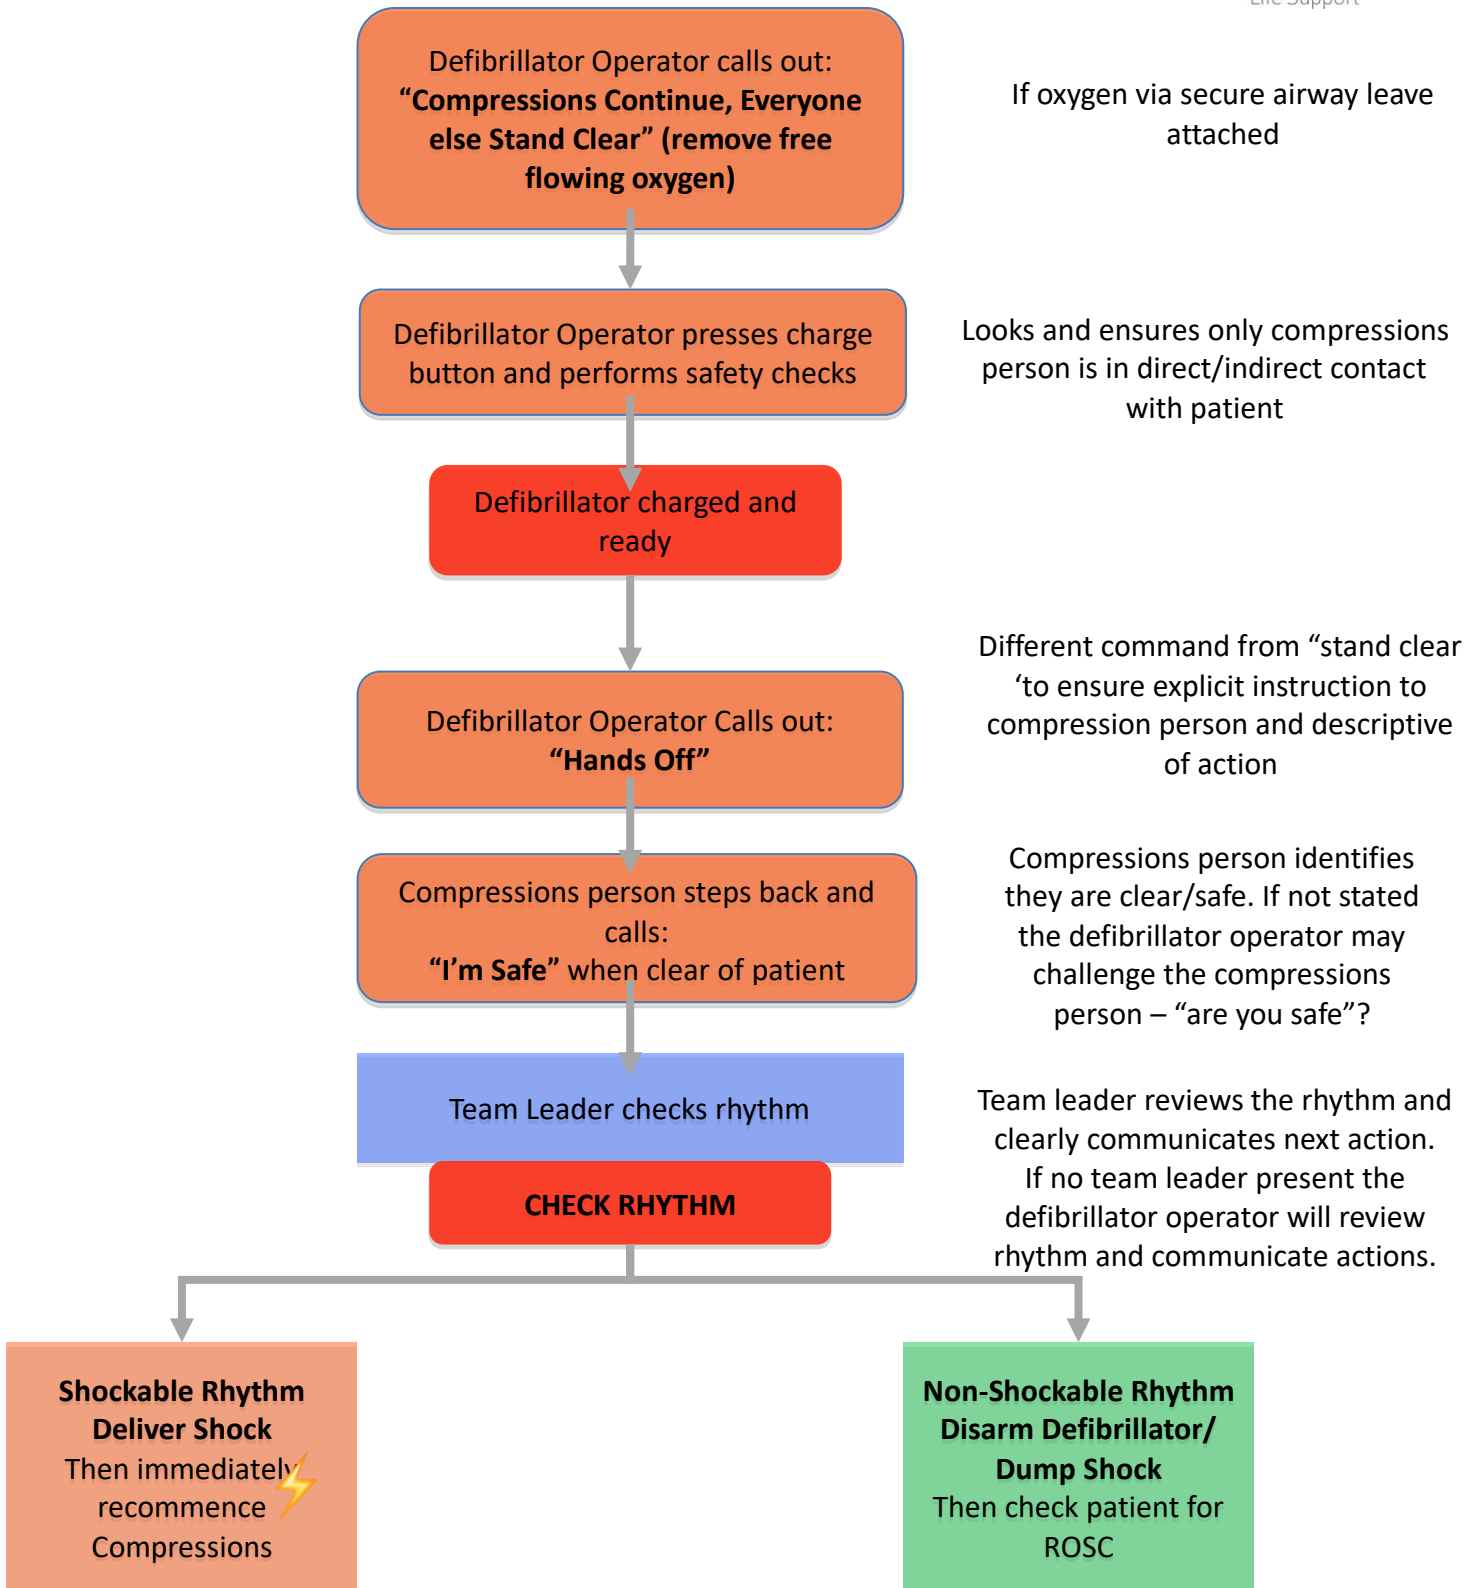 Life Support
Defibrillator Operator calls out:
“Compressions Continue, Everyone
else Stand Clear” (remove free
flowing oxygen)
If oxygen via secure airway leave
attached
Defibrillator Operator presses charge
button and performs safety checks
Looks and ensures only compressions
person is in direct/indirect contact
with patient
Defibrillator charged and
ready
Defibrillator Operator Calls out:
“Hands Off”
Different command from “stand clear
‘to ensure explicit instruction to
compression person and descriptive
of action
Compressions person steps back and
calls:
“I’m Safe” when clear of patient
Compressions person identifies
they are clear/safe. If not stated
the defibrillator operator may
challenge the compressions
person – “are you safe”?
Team Leader checks rhythm
CHECK RHYTHM
Team leader reviews the rhythm and
clearly communicates next action.
If no team leader present the
defibrillator operator will review
rhythm and communicate actions.
Shockable Rhythm
Deliver Shock
Then immediately
recommence
Compressions
Non-Shockable Rhythm
Disarm Defibrillator/
Dump Shock
Then check patient for
ROSC